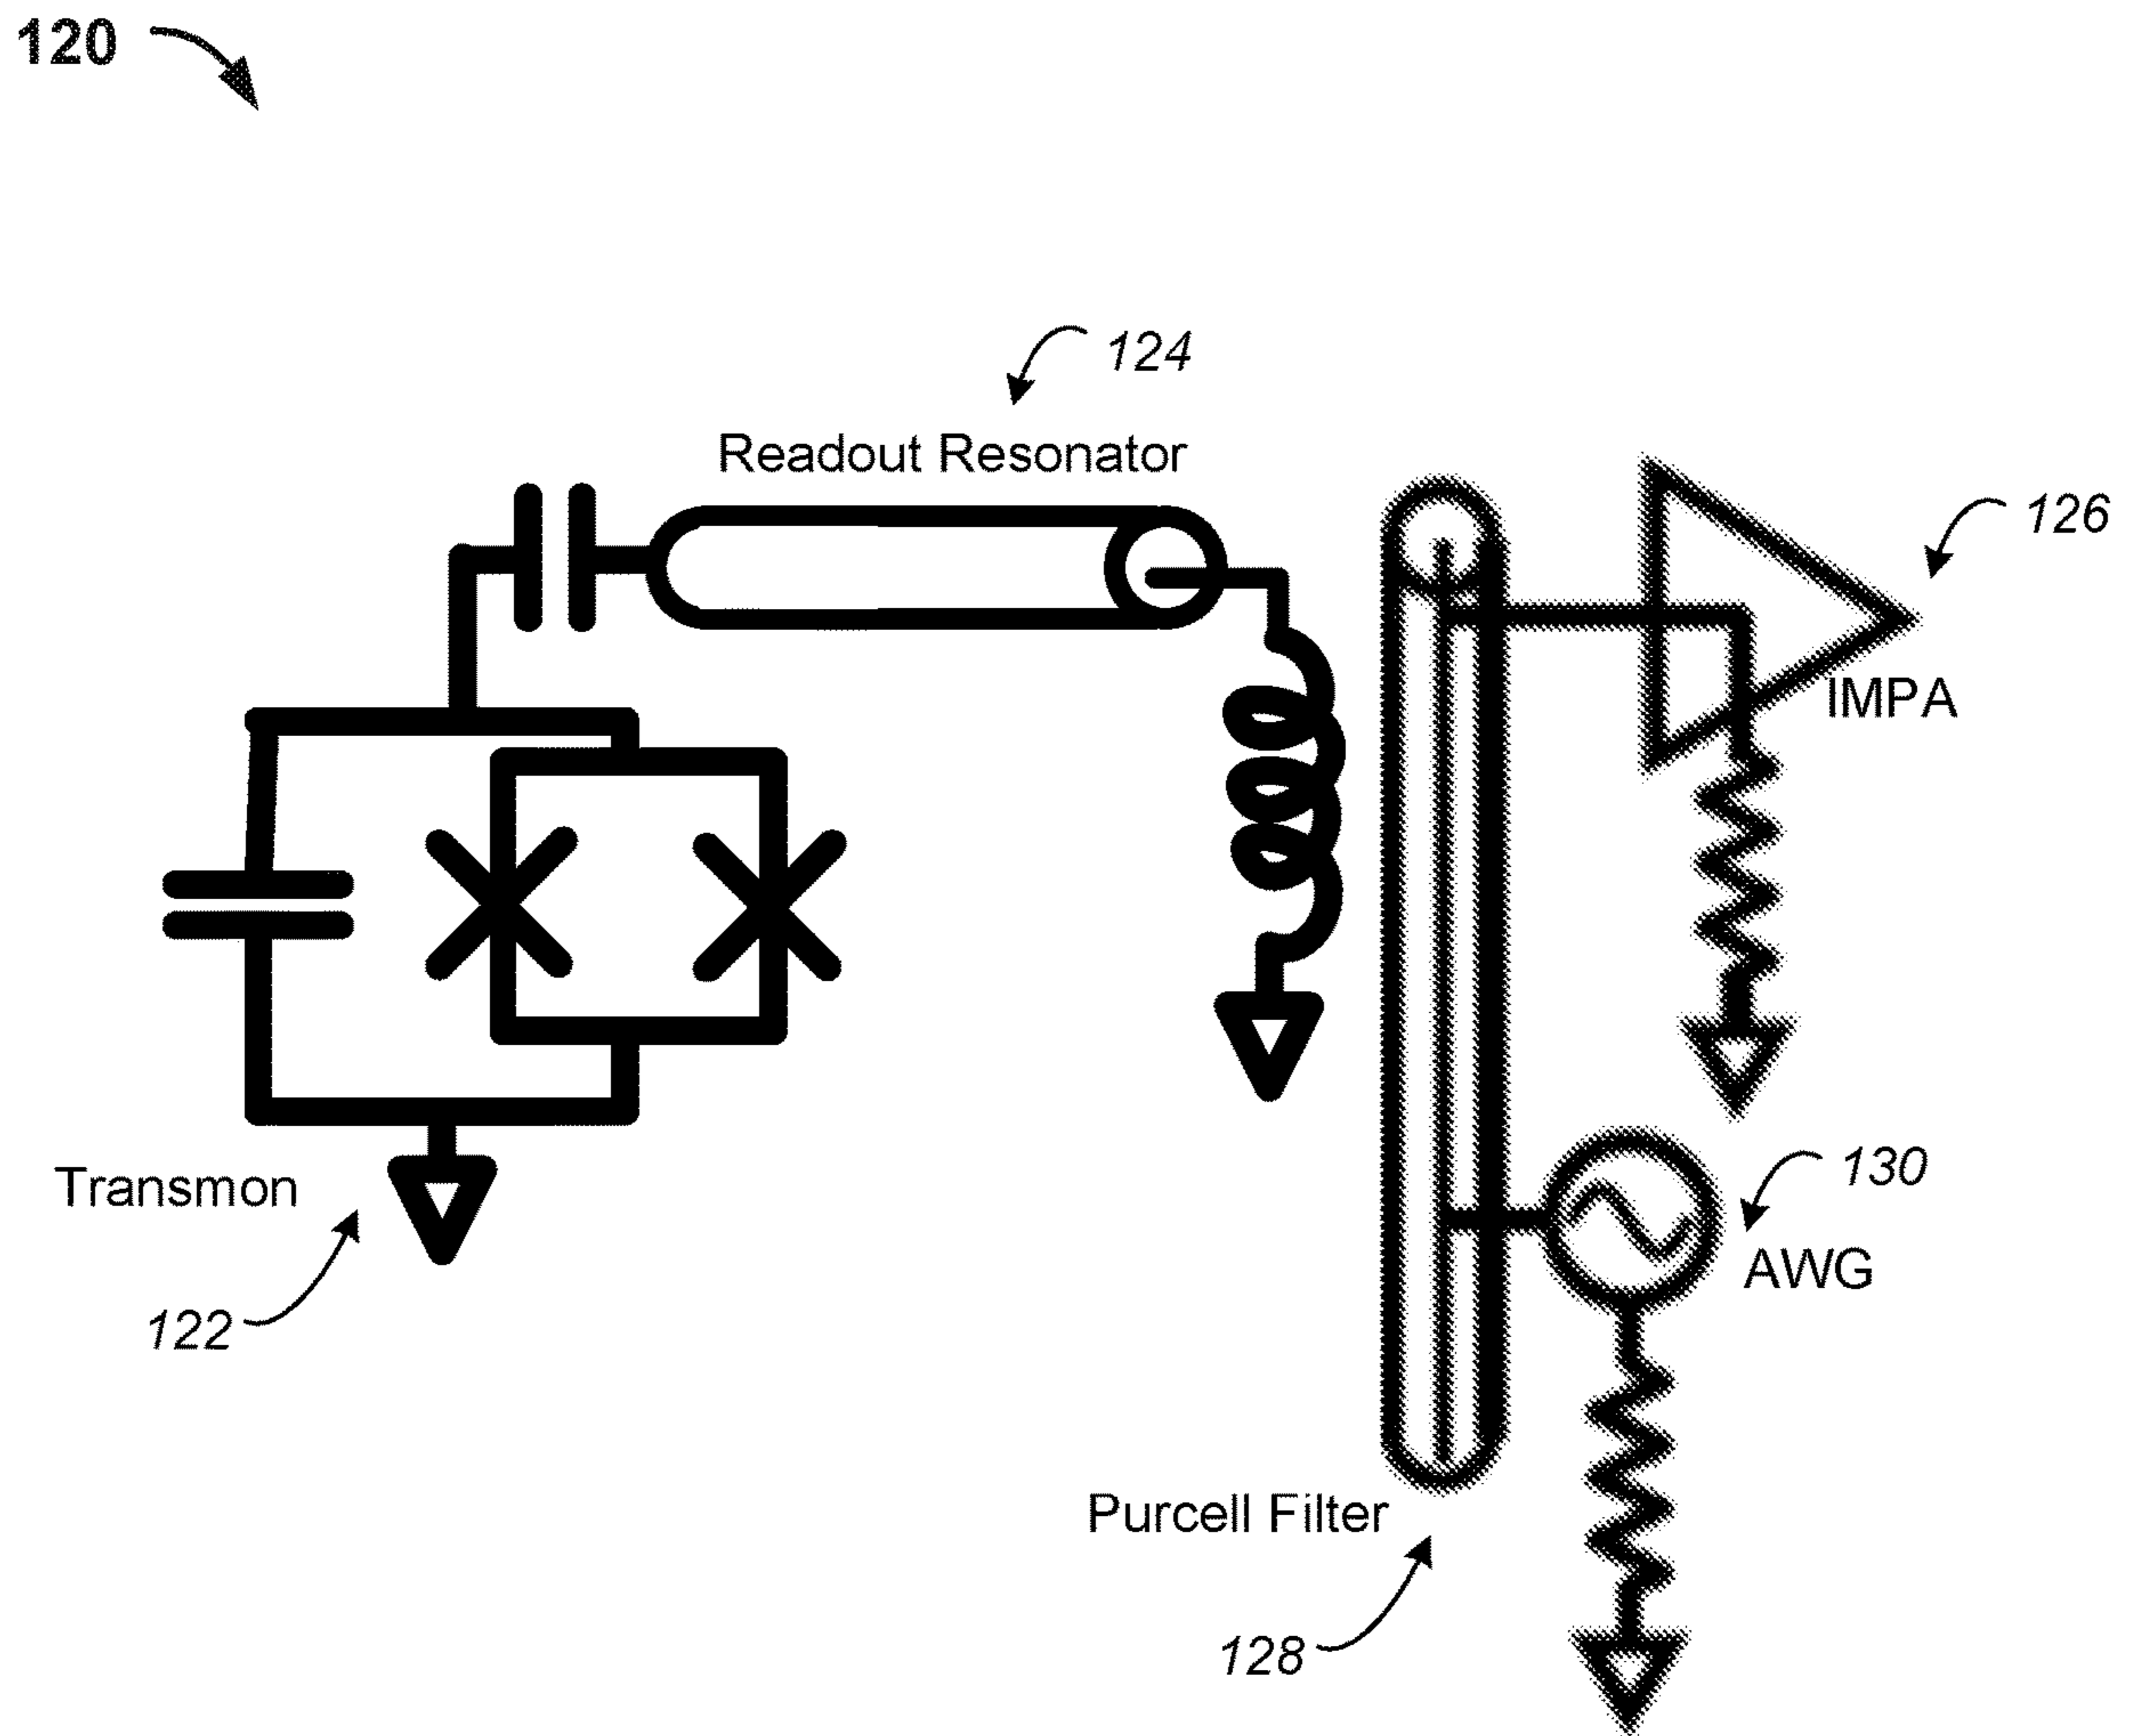 120
124
Readout Resonator
126
IMPA
130
Transmon
AWG
122
Purcell Filter
128